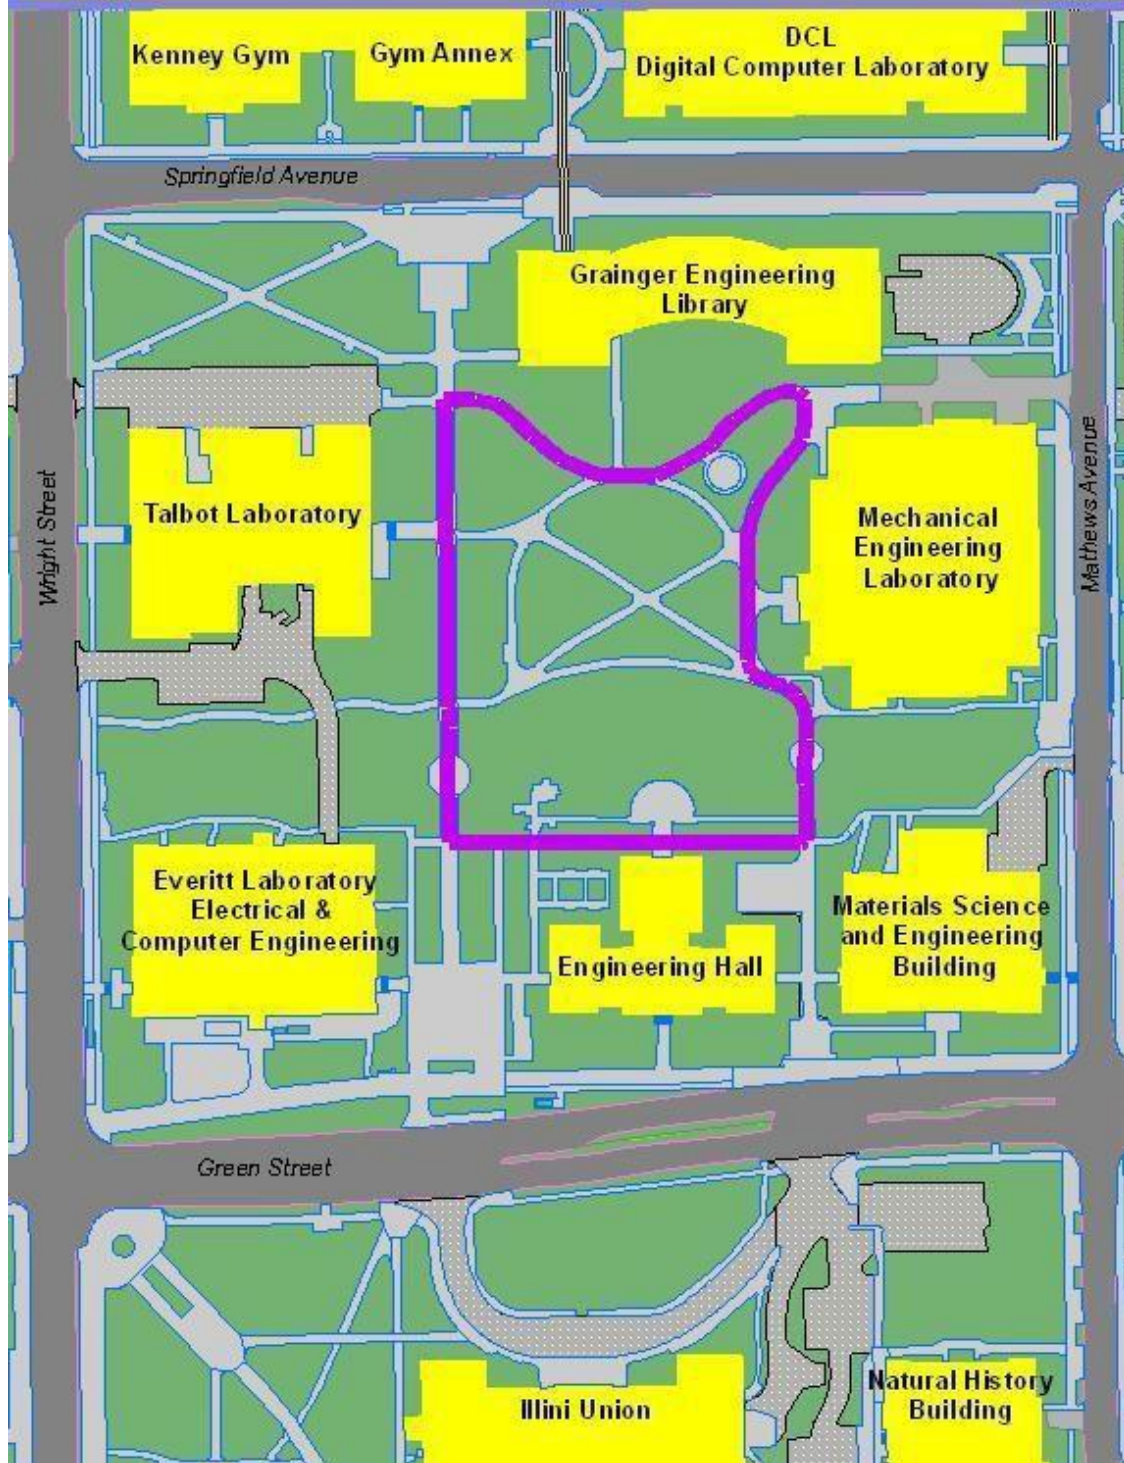 Kenney Gym
Gym Annex
DCL
Digital Computer Laboratory
Springfield Avenue
Grainger Engineering
Library
Wright Street
Talbot Laboratory
Mechanical
Engineering
Laboratory
Mathews Avenue
Everitt Laboratory
Electrical &
Computer Engineering
Engineering Hall
Materials Science
and Engineering
Building
Green Street
Illini Union
Natural History
Building